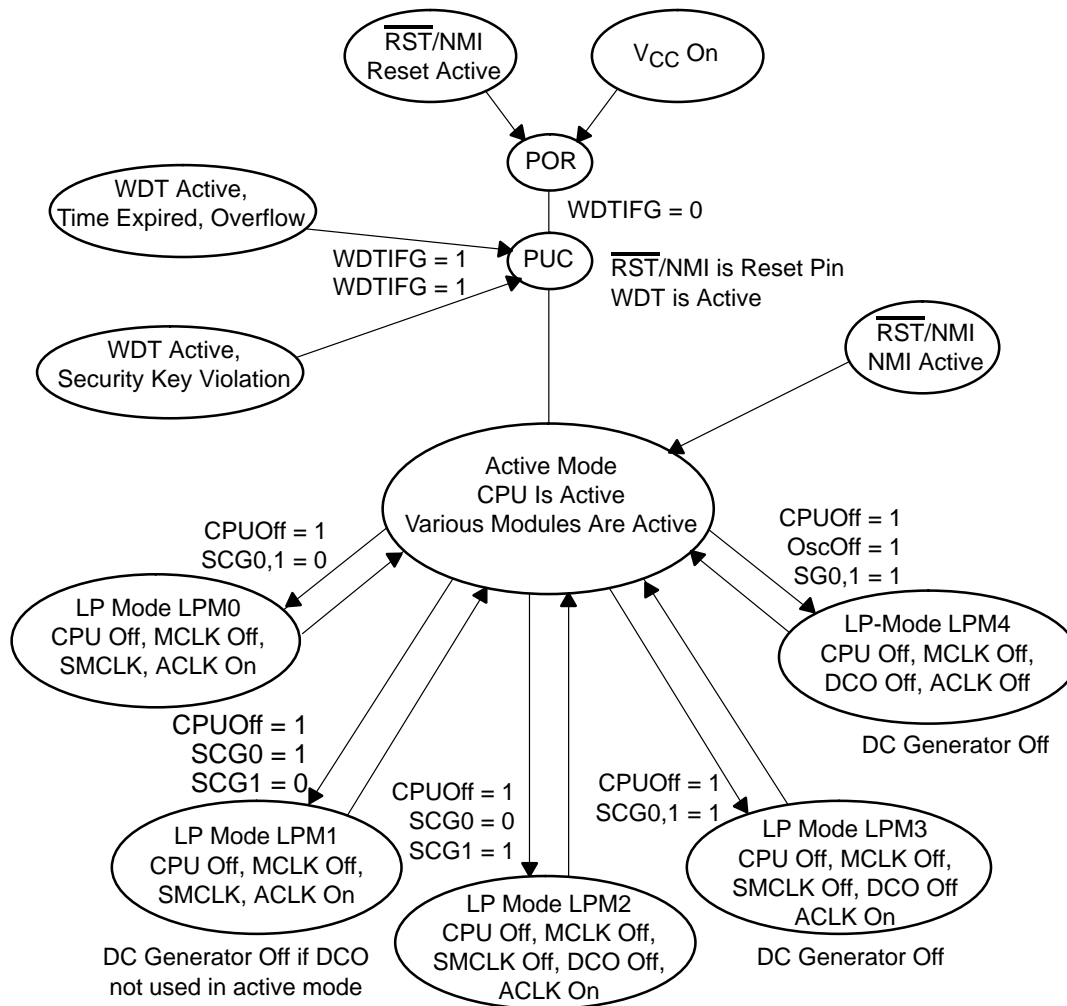 RST/NMI
Reset Active
VCC On
POR
WDTIFG = 0
WDT Active,
Time Expired, Overflow
WDTIFG = 1
WDTIFG = 1
PUC
RST/NMI is Reset Pin
WDT is Active
WDT Active,
Security Key Violation
RST/NMI
NMI Active
Active Mode
CPU Is Active
Various Modules Are Active
CPUOff = 1
SCG0,1 = 0
CPUOff = 1
OscOff = 1
SG0,1 = 1
LP Mode LPM0
CPU Off, MCLK Off,
SMCLK, ACLK On
LP-Mode LPM4
CPU Off, MCLK Off,
DCO Off, ACLK Off
DC Generator Off
CPUOff = 1
SCG0 = 1
SCG1 = 0
CPUOff = 1
SCG0 = 0
SCG1 = 1
CPUOff = 1
SCG0,1 = 1
LP Mode LPM1
CPU Off, MCLK Off,
SMCLK, ACLK On
DC Generator Off if DCO
not used in active mode
LP Mode LPM2
CPU Off, MCLK Off,
SMCLK Off, DCO Off,
ACLK On
LP Mode LPM3
CPU Off, MCLK Off,
SMCLK Off, DCO Off
ACLK On
DC Generator Off